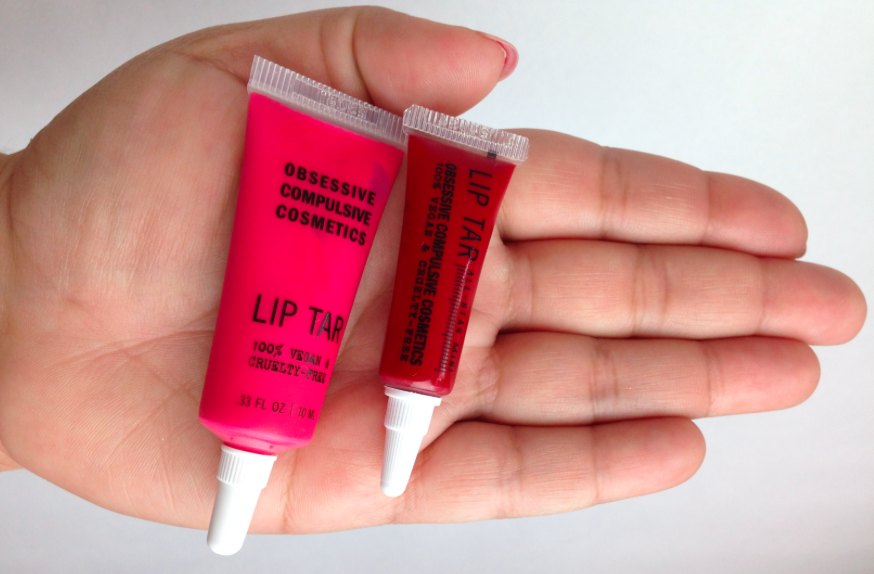 OBSESSIVE
COMPULSIVE
COSMETICS
LIP TAR
100% VEGAN &
CRUELTY-FREE
.33 FL OZ | 10 M
LIP TAR
OBSESSIVE COMPULSIVE COSMETICS
100% VEGAN & CRUELTY-FREE